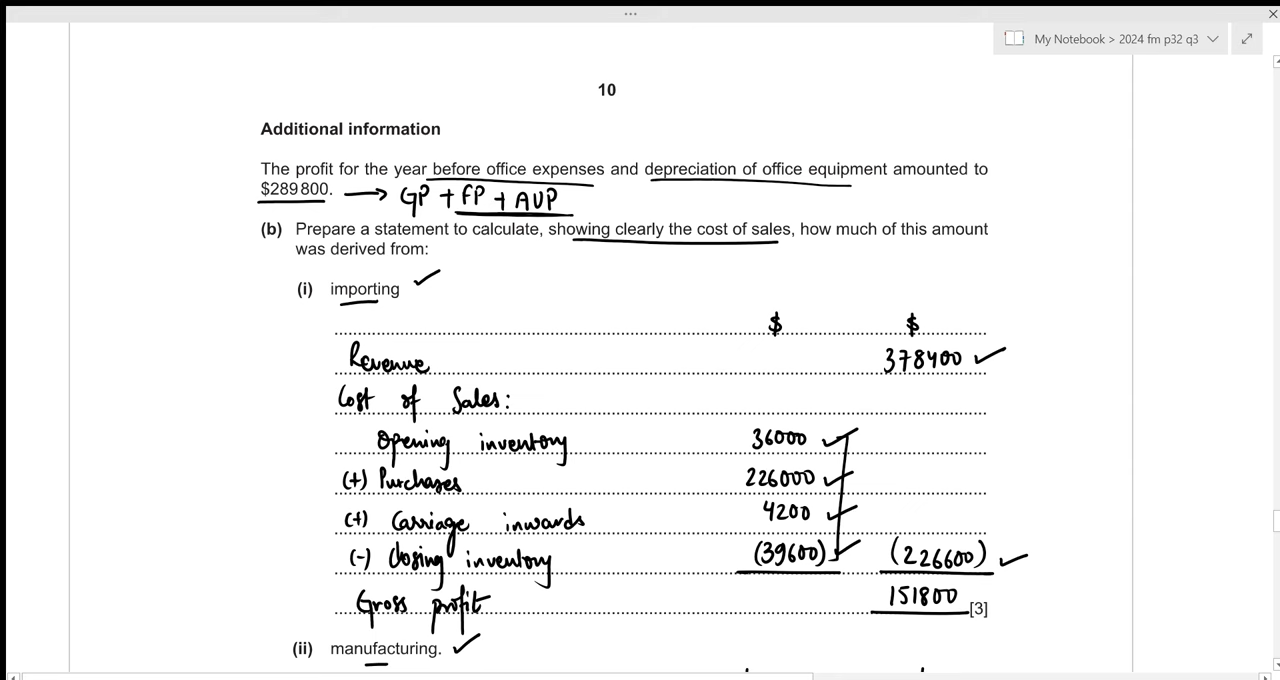 My Notebook > 2024 fm p32 q3
10
Additional information
The profit for the year before office expenses and depreciation of office equipment amounted to
$289 800. → GP + FP + AUP
(b) Prepare a statement to calculate, showing clearly the cost of sales, how much of this amount
was derived from:
(i) importing ✓
$ $
Revenue 378400 ✓
Cost of Sales:
Opening inventory 36000 ✓
(+) Purchases 226000 ✓
(+) Carriage inwards 4200 ✓
(-) Closing inventory (39600) ✓ (226600) ✓
Gross profit 151800 [3]
(ii) manufacturing. ✓